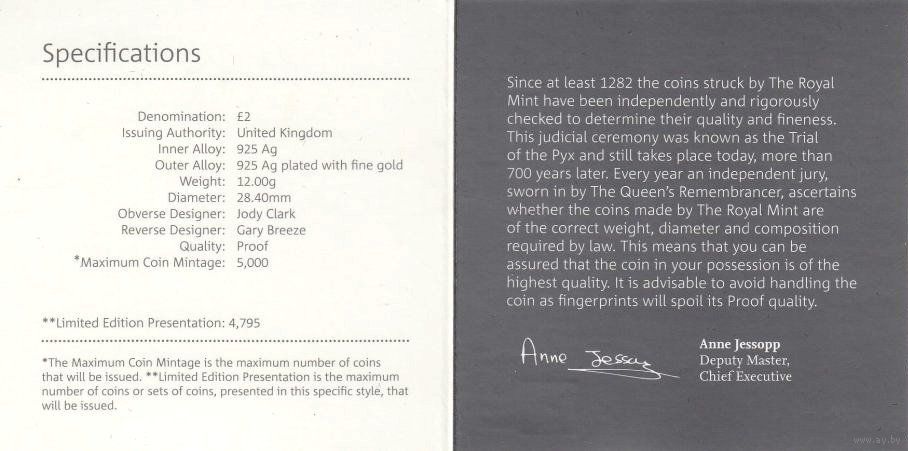 Specifications
Denomination: £2
Issuing Authority: United Kingdom
Inner Alloy: 925 Ag
Outer Alloy: 925 Ag plated with fine gold
Weight: 12.00g
Diameter: 28.40mm
Obverse Designer: Jody Clark
Reverse Designer: Gary Breeze
Quality: Proof
*Maximum Coin Mintage: 5,000
**Limited Edition Presentation: 4,795
*The Maximum Coin Mintage is the maximum number of coins
that will be issued. **Limited Edition Presentation is the maximum
number of coins or sets of coins, presented in this specific style, that
will be issued.
Since at least 1282 the coins struck by The Royal
Mint have been independently and rigorously
checked to determine their quality and fineness.
This judicial ceremony was known as the Trial
of the Pyx and still takes place today, more than
700 years later. Every year an independent jury,
sworn in by The Queen's Remembrancer, ascertains
whether the coins made by The Royal Mint are
of the correct weight, diameter and composition
required by law. This means that you can be
assured that the coin in your possession is of the
highest quality. It is advisable to avoid handling the
coin as fingerprints will spoil its Proof quality.
Anne Jessopp
Anne Jessopp
Deputy Master,
Chief Executive
www.ay.by